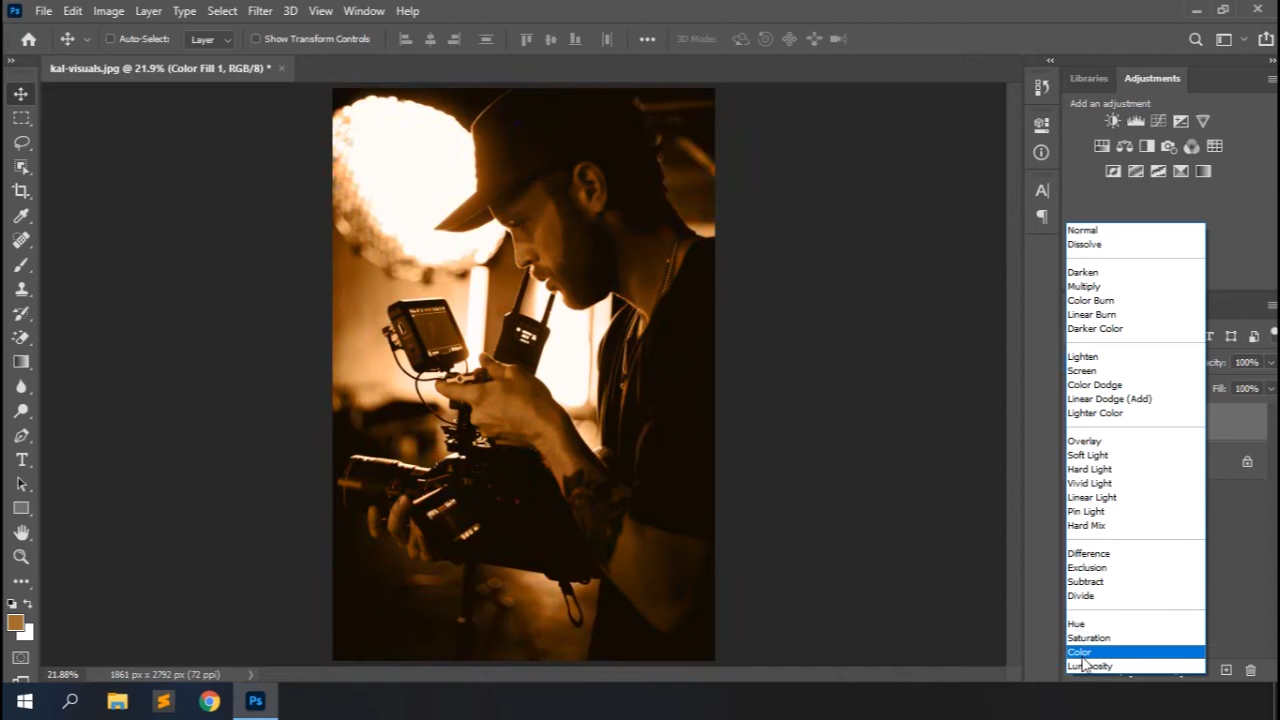 Ps File Edit Image Layer Type Select Filter 3D View Window Help
Auto-Select: Layer Show Transform Controls 3D Mode:
kal-visuals.jpg @ 21.9% (Color Fill 1, RGB/8) *
Libraries Adjustments
Add an adjustment
Normal
Dissolve
Darken
Multiply
Color Burn
Linear Burn
Darker Color
Lighten
Screen
Color Dodge
Linear Dodge (Add)
Lighter Color
Overlay
Soft Light
Hard Light
Vivid Light
Linear Light
Pin Light
Hard Mix
Difference
Exclusion
Subtract
Divide
Hue
Saturation
Color
Luminosity
pacity: 100%
Fill: 100%
21.88% 1861 px x 2792 px (72 ppi)
Ps